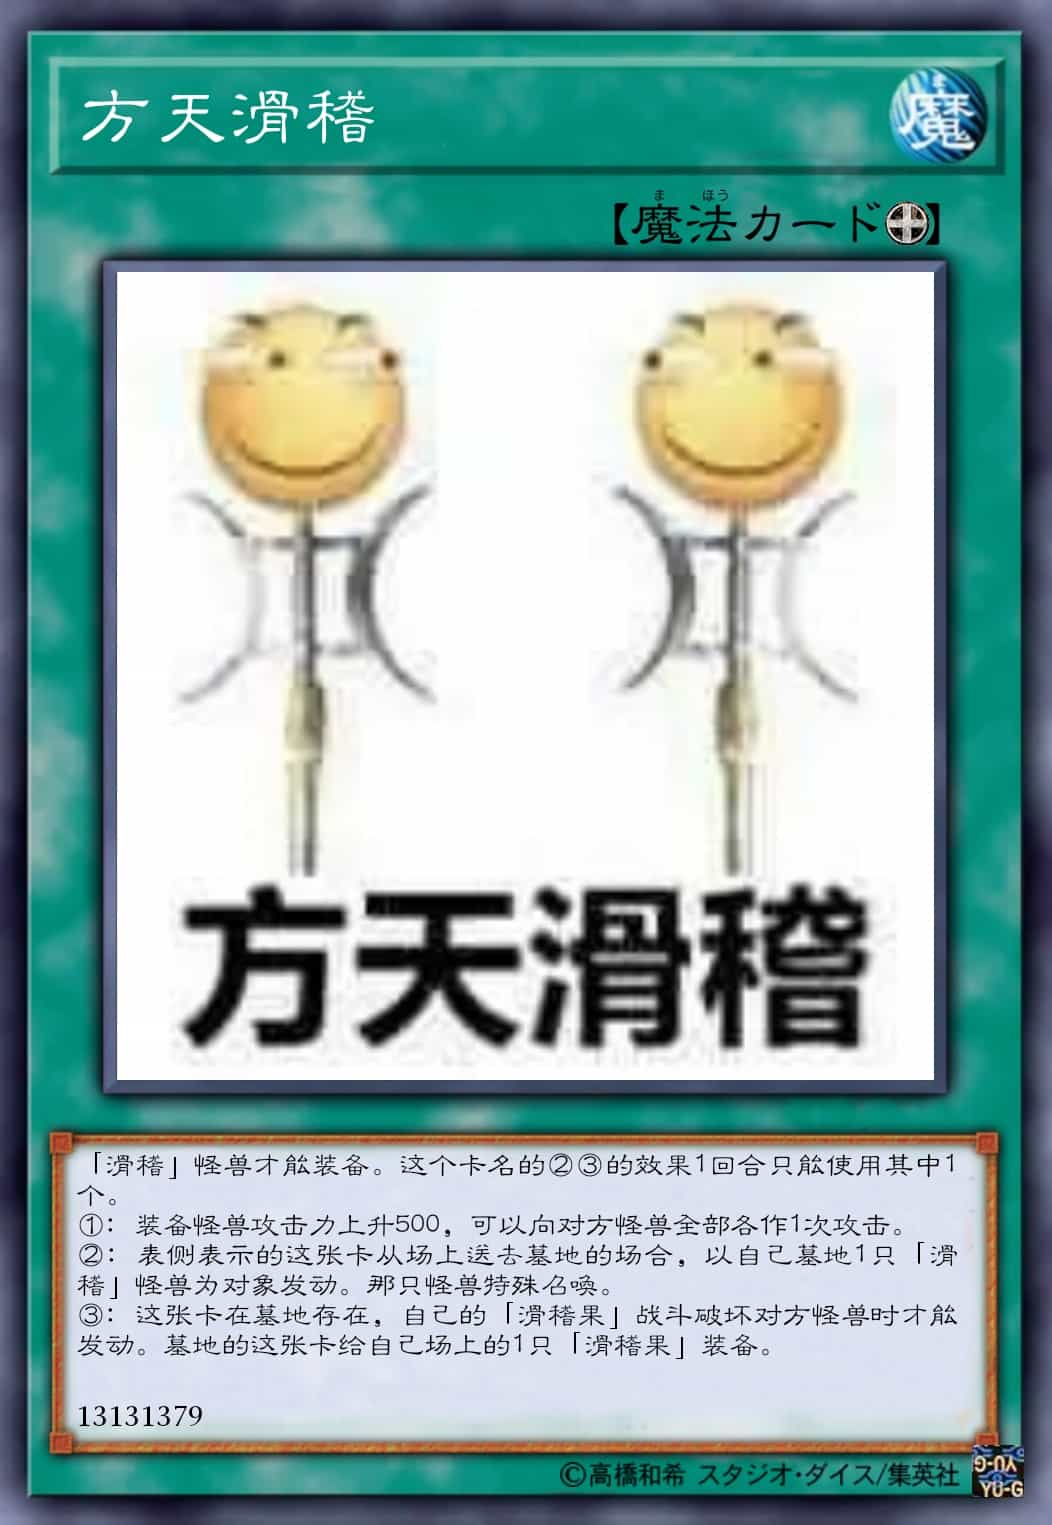 方天滑稽
魔
まほう
【魔法カード】
方天滑稽
「滑稽」怪兽才能装备。这个卡名的②③的效果1回合只能使用其中1
个。
①：装备怪兽攻击力上升500，可以向对方怪兽全部各作1次攻击。
②：表侧表示的这张卡从场上送去墓地的场合，以自己墓地1只「滑
稽」怪兽为对象发动。那只怪兽特殊召唤。
③：这张卡在墓地存在，自己的「滑稽果」战斗破坏对方怪兽时才能
发动。墓地的这张卡给自己场上的1只「滑稽果」装备。
13131379
©高橋和希 スタジオ・ダイス/集英社
YU-G
YU-G